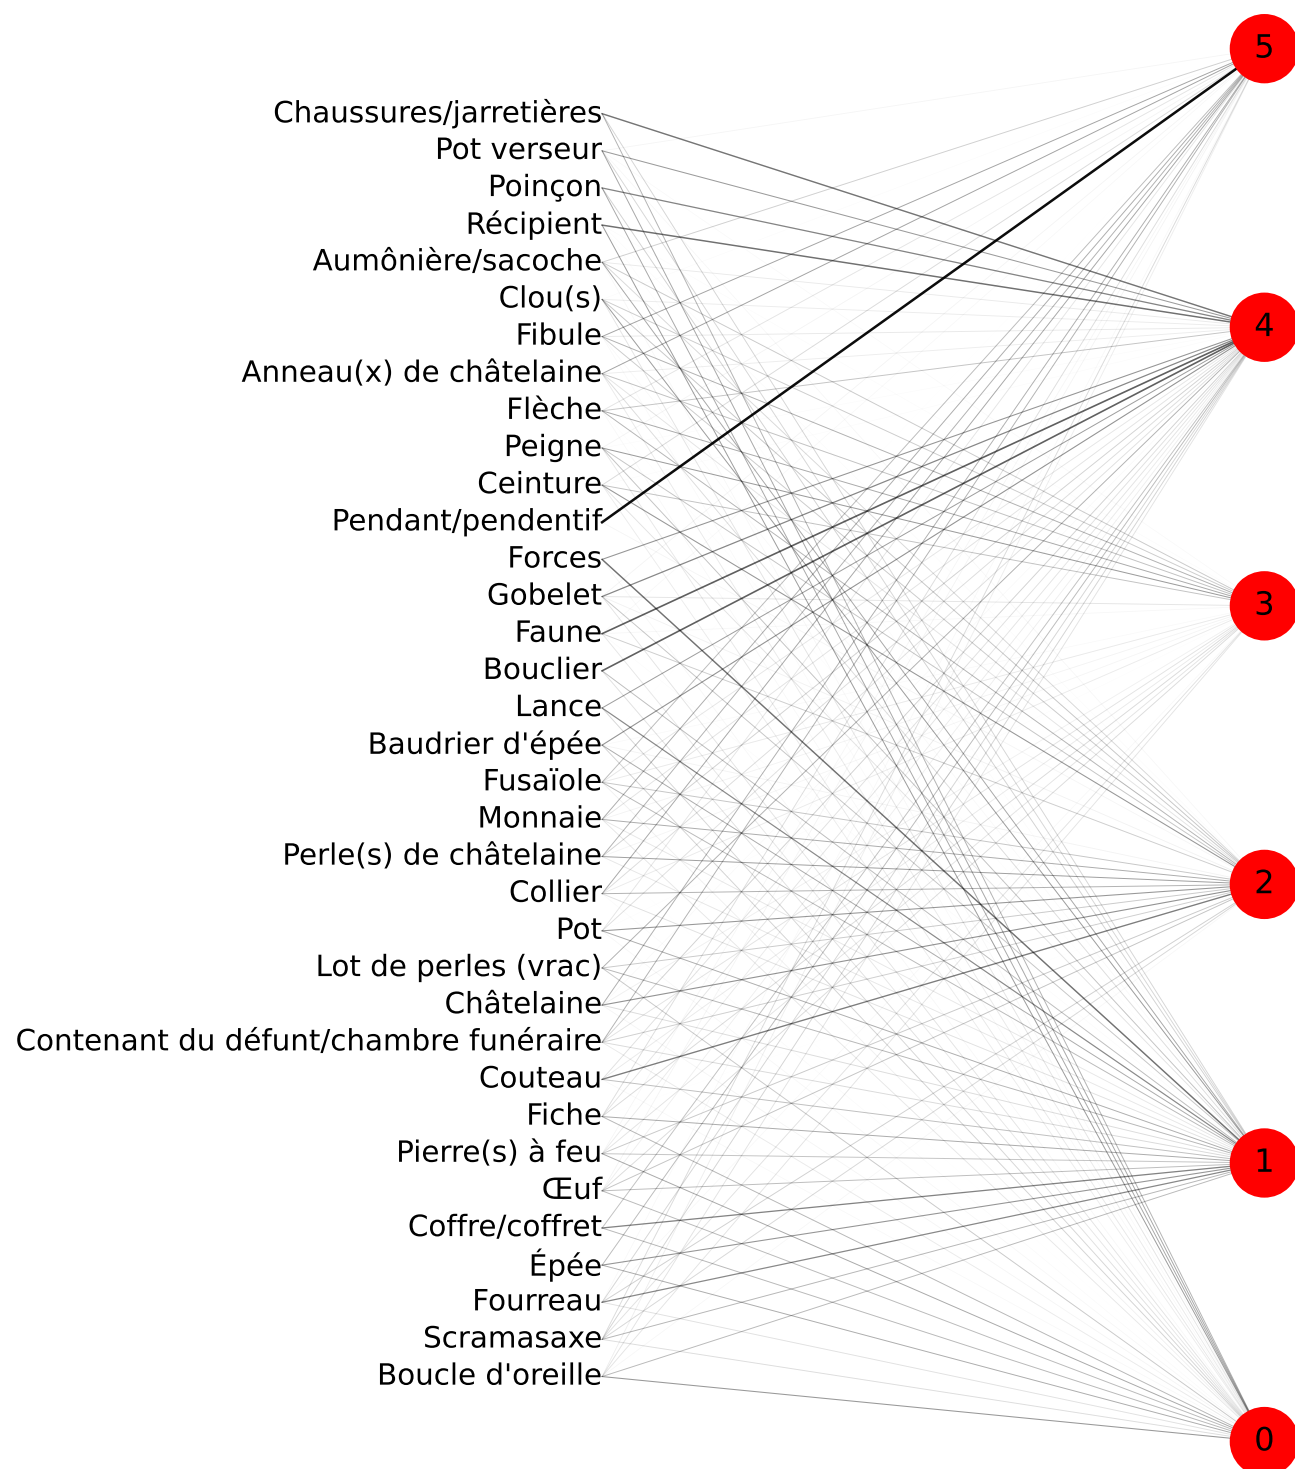 5
Chaussures/jarretières
Pot verseur
Poinçon
Récipient
Aumônière/sacoche
Clou(s)
4
Fibule
Anneau(x) de châtelaine
Flèche
Peigne
Ceinture
Pendant/pendentif
Forces
Gobelet
3
Faune
Bouclier
Lance
Baudrier d'épée
Fusaïole
Monnaie
Perle(s) de châtelaine
2
Collier
Pot
Lot de perles (vrac)
Châtelaine
Contenant du défunt/chambre funéraire
Couteau
Fiche
Pierre(s) à feu
1
Œuf
Coffre/coffret
Épée
Fourreau
Scramasaxe
Boucle d'oreille
0